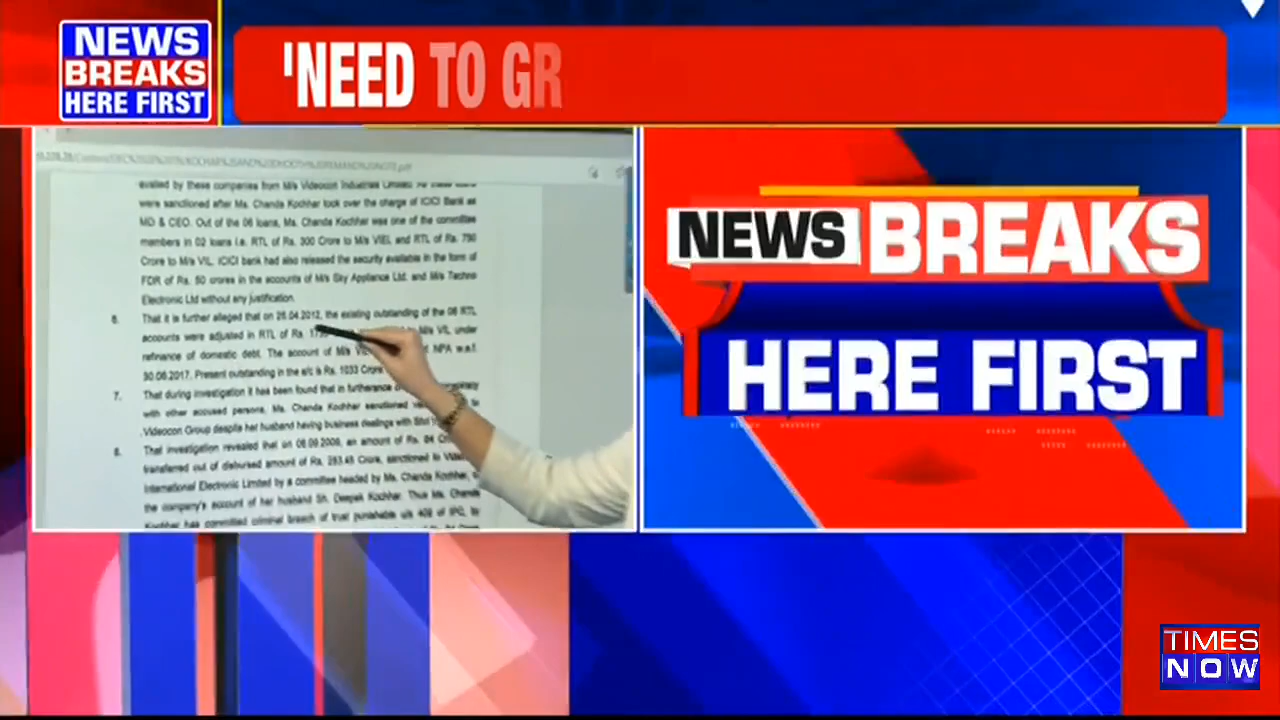 NEWS
BREAKS
HERE FIRST
'NEED TO GR
availed by these companies from M/s Videocon Industries Limited.
were sanctioned after Ms. Chanda Kochhar took over the charge of ICICI Bank as
MD & CEO. Out of the 06 loans, Ms. Chanda Kochhar was one of the committee
members in 02 loans i.e. RTL of Rs. 300 Crore to M/s VIEL and RTL of Rs. 750
Crore to M/s VIL. ICICI bank had also released the security available in the form of
FDR of Rs. 50 crores in the accounts of M/s Sky Appliance Ltd. and M/s Techno
Electronic Ltd without any justification.
6. That it is further alleged that on 26.04.2012, the existing outstanding of the 06 RTL
accounts were adjusted in RTL of Rs. M/s VIL under
refinance of domestic debt. The account of M/s NPA w.e.f.
30.06.2017. Present outstanding in the a/c is Rs. 1033 Crore
7. That during investigation it has been found that in furtherance
with other accused persons, Ms. Chanda Kochhar sanctioned to
Videocon Group despite her husband having business dealings with Shri
8. That investigation revealed that on 08.09.2009, an amount of Rs. 64
transferred out of disbursed amount of Rs. 283.45 Crore, sanctioned to
International Electronic Limited by a committee headed by Ms. Chanda Kochhar,
the company's account of her husband Sh. Deepak Kochhar. Thus Ms. Chanda
Kochhar has committed criminal breach of trust punishable u/s 409 of IPC, by
NEWS BREAKS
HERE FIRST
TIMES
NOW